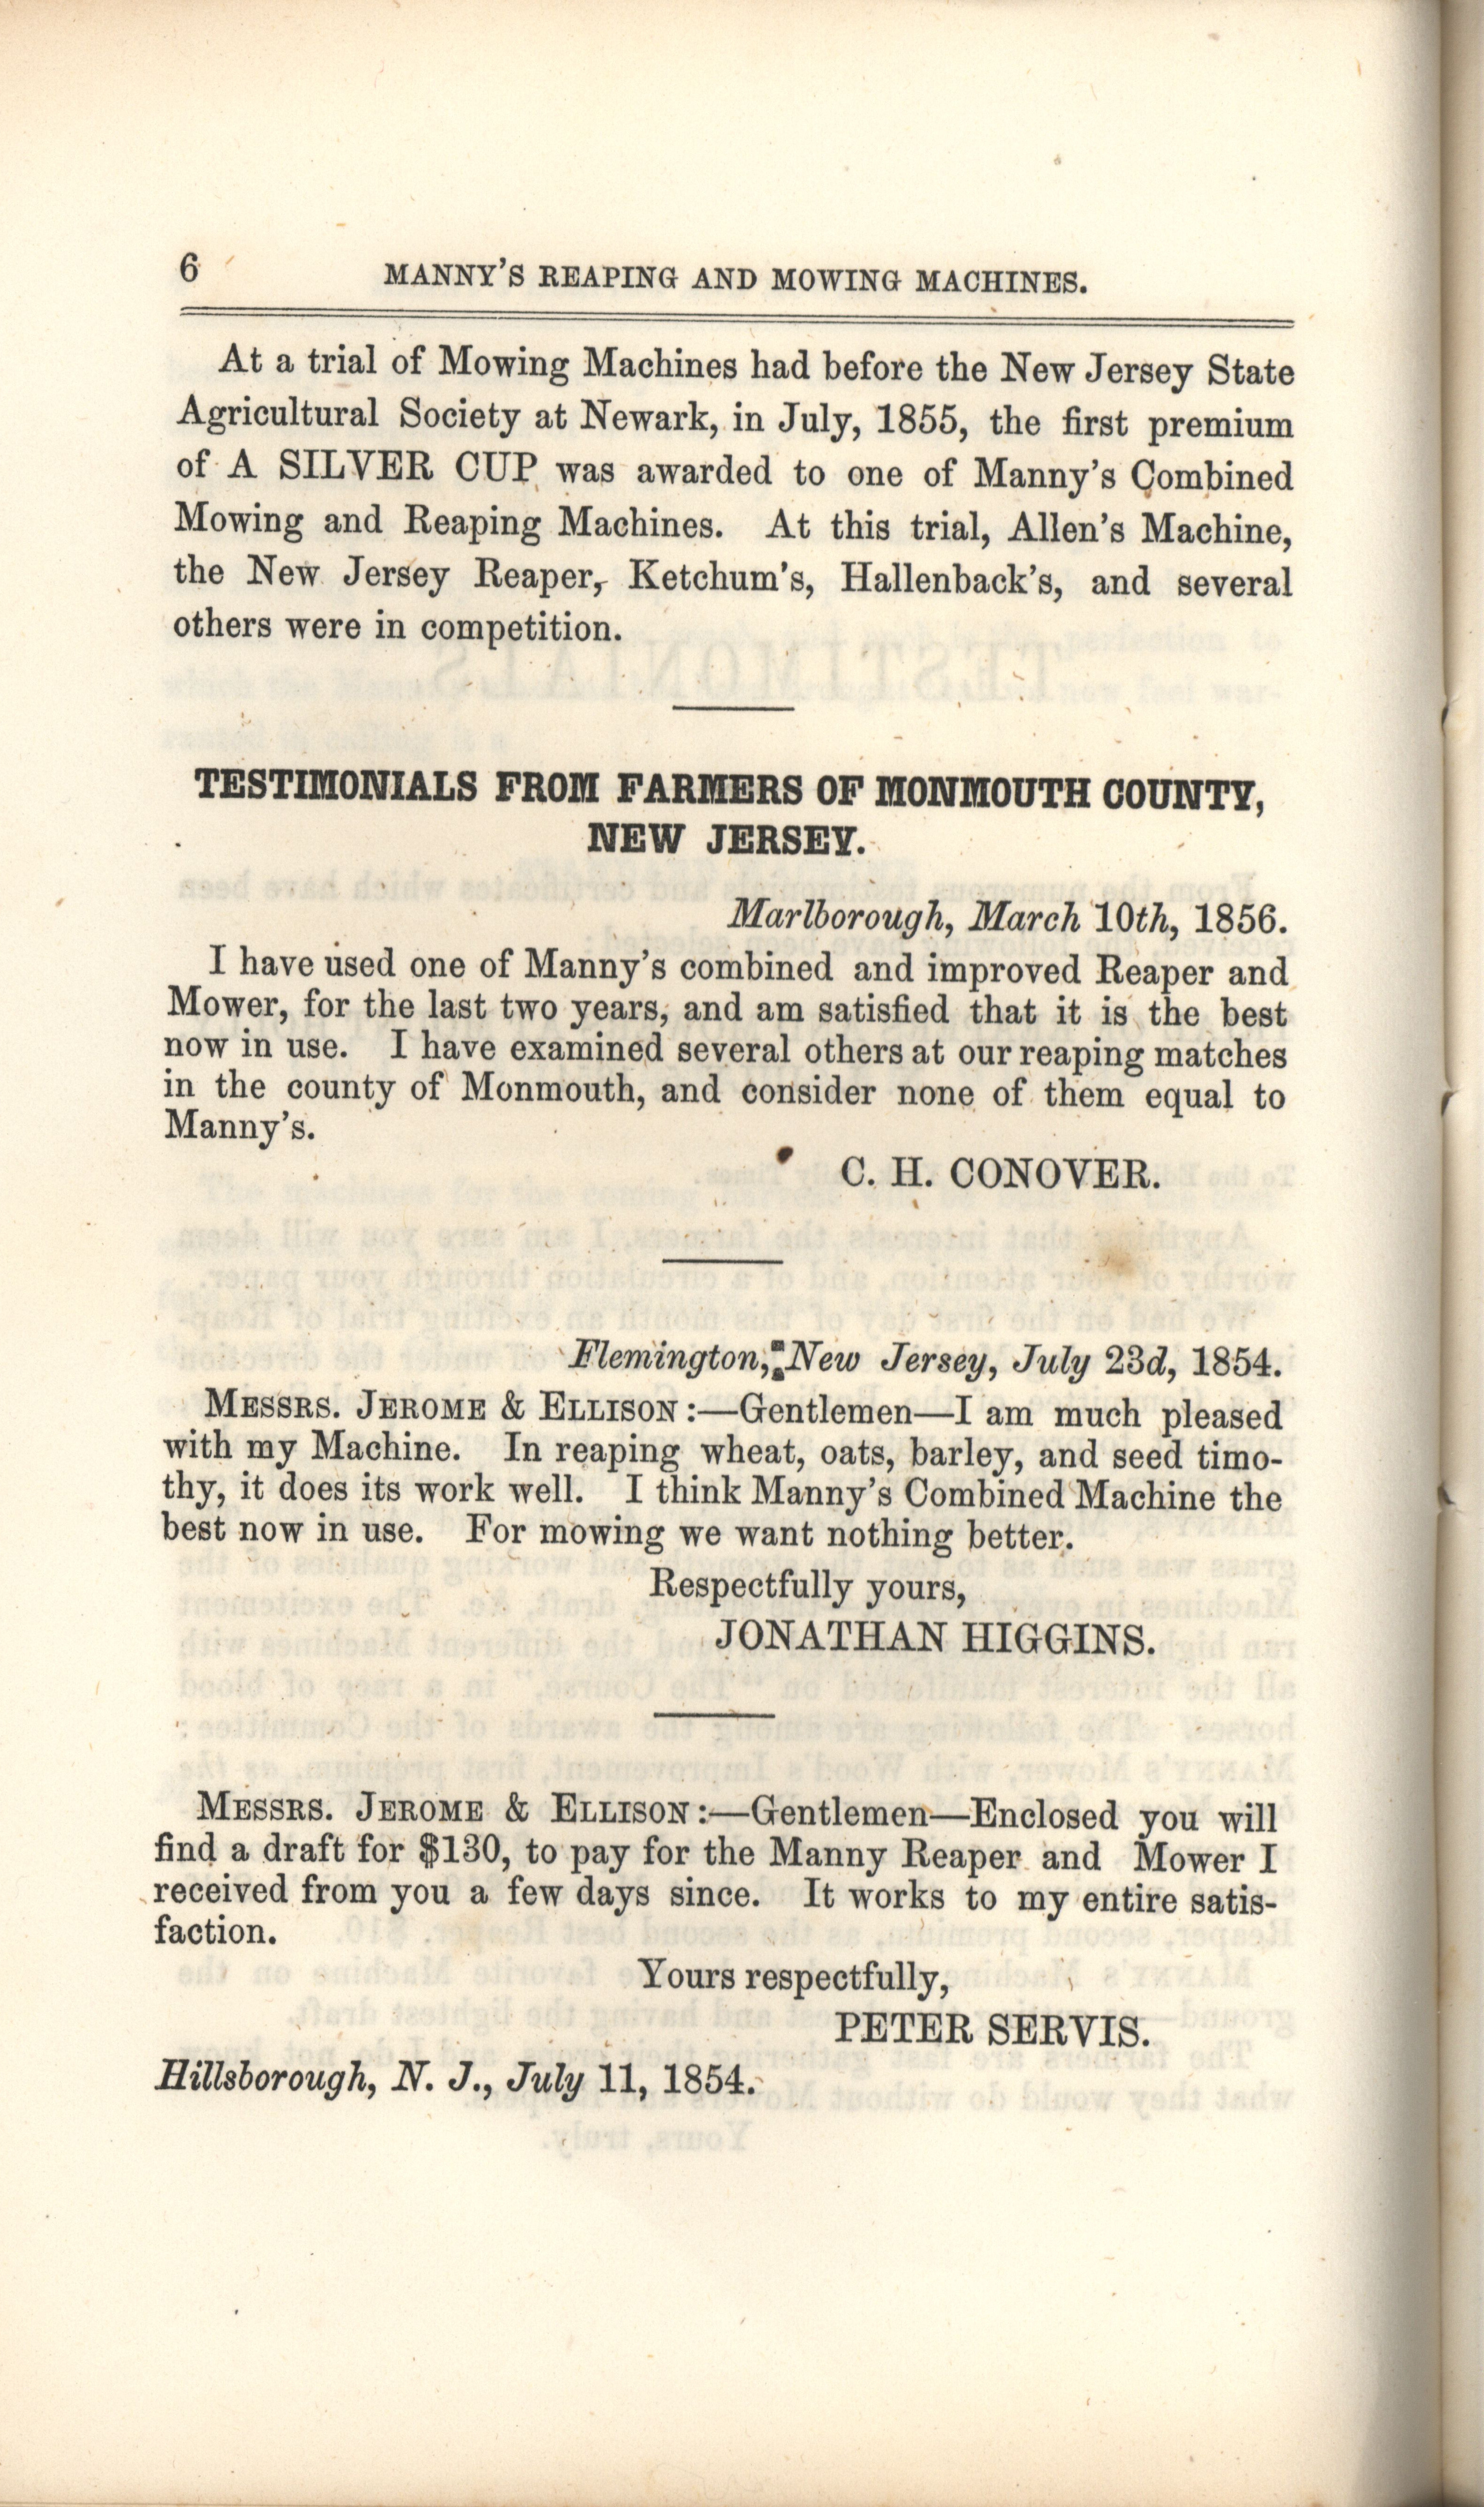 6 MANNY'S REAPING AND MOWING MACHINES.
At a trial of Mowing Machines had before the New Jersey State
Agricultural Society at Newark, in July, 1855, the first premium
of A SILVER CUP was awarded to one of Manny's Combined
Mowing and Reaping Machines. At this trial, Allen's Machine,
the New Jersey Reaper, Ketchum's, Hallenback's, and several
others were in competition.
TESTIMONIALS FROM FARMERS OF MONMOUTH COUNTY,
NEW JERSEY.
Marlborough, March 10th, 1856.
I have used one of Manny's combined and improved Reaper and
Mower, for the last two years, and am satisfied that it is the best
now in use. I have examined several others at our reaping matches
in the county of Monmouth, and consider none of them equal to
Manny's.
C. H. CONOVER.
Flemington, New Jersey, July 23d, 1854.
MESSRS. JEROME & ELLISON:—Gentlemen—I am much pleased
with my Machine. In reaping wheat, oats, barley, and seed timo-
thy, it does its work well. I think Manny's Combined Machine the
best now in use. For mowing we want nothing better.
Respectfully yours,
JONATHAN HIGGINS.
MESSRS. JEROME & ELLISON:—Gentlemen—Enclosed you will
find a draft for $130, to pay for the Manny Reaper and Mower I
received from you a few days since. It works to my entire satis-
faction.
Yours respectfully,
PETER SERVIS.
Hillsborough, N. J., July 11, 1854.